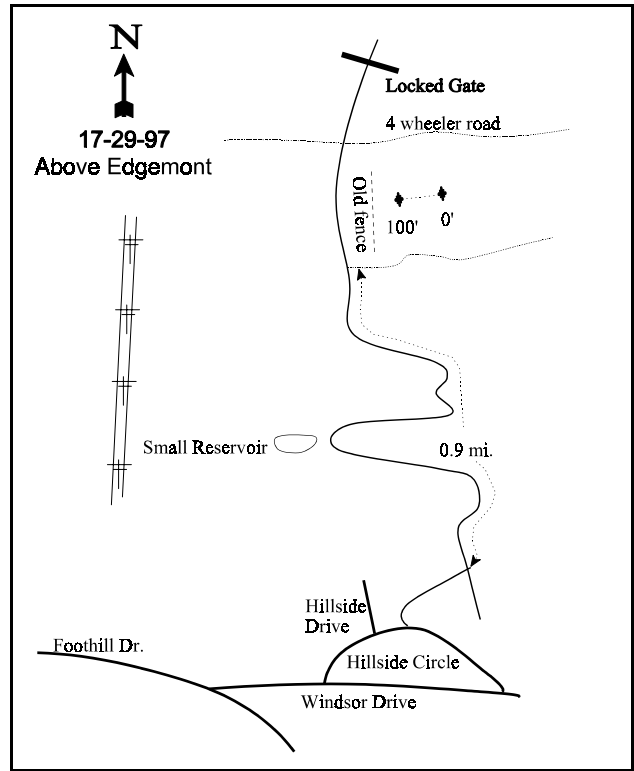 N
17-29-97
Above Edgemont
Locked Gate
4 wheeler road
Old fence
100'
0'
Small Reservoir
0.9 mi.
Hillside
Drive
Foothill Dr.
Hillside Circle
Windsor Drive